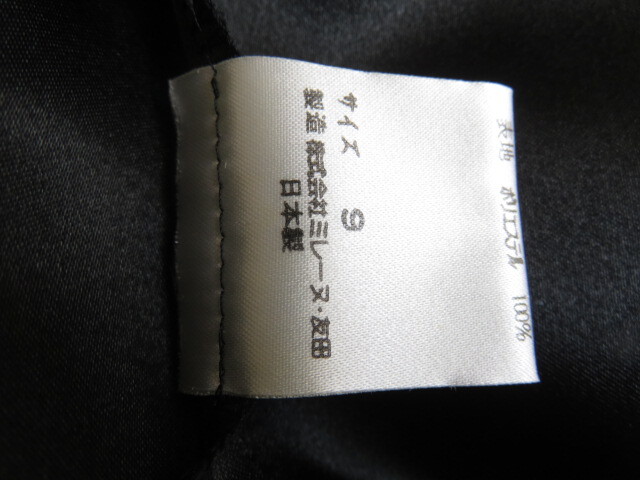 表地 ポリエステル 100%
サイズ 9
製造 株式会社ミレーヌ・友田
日本製